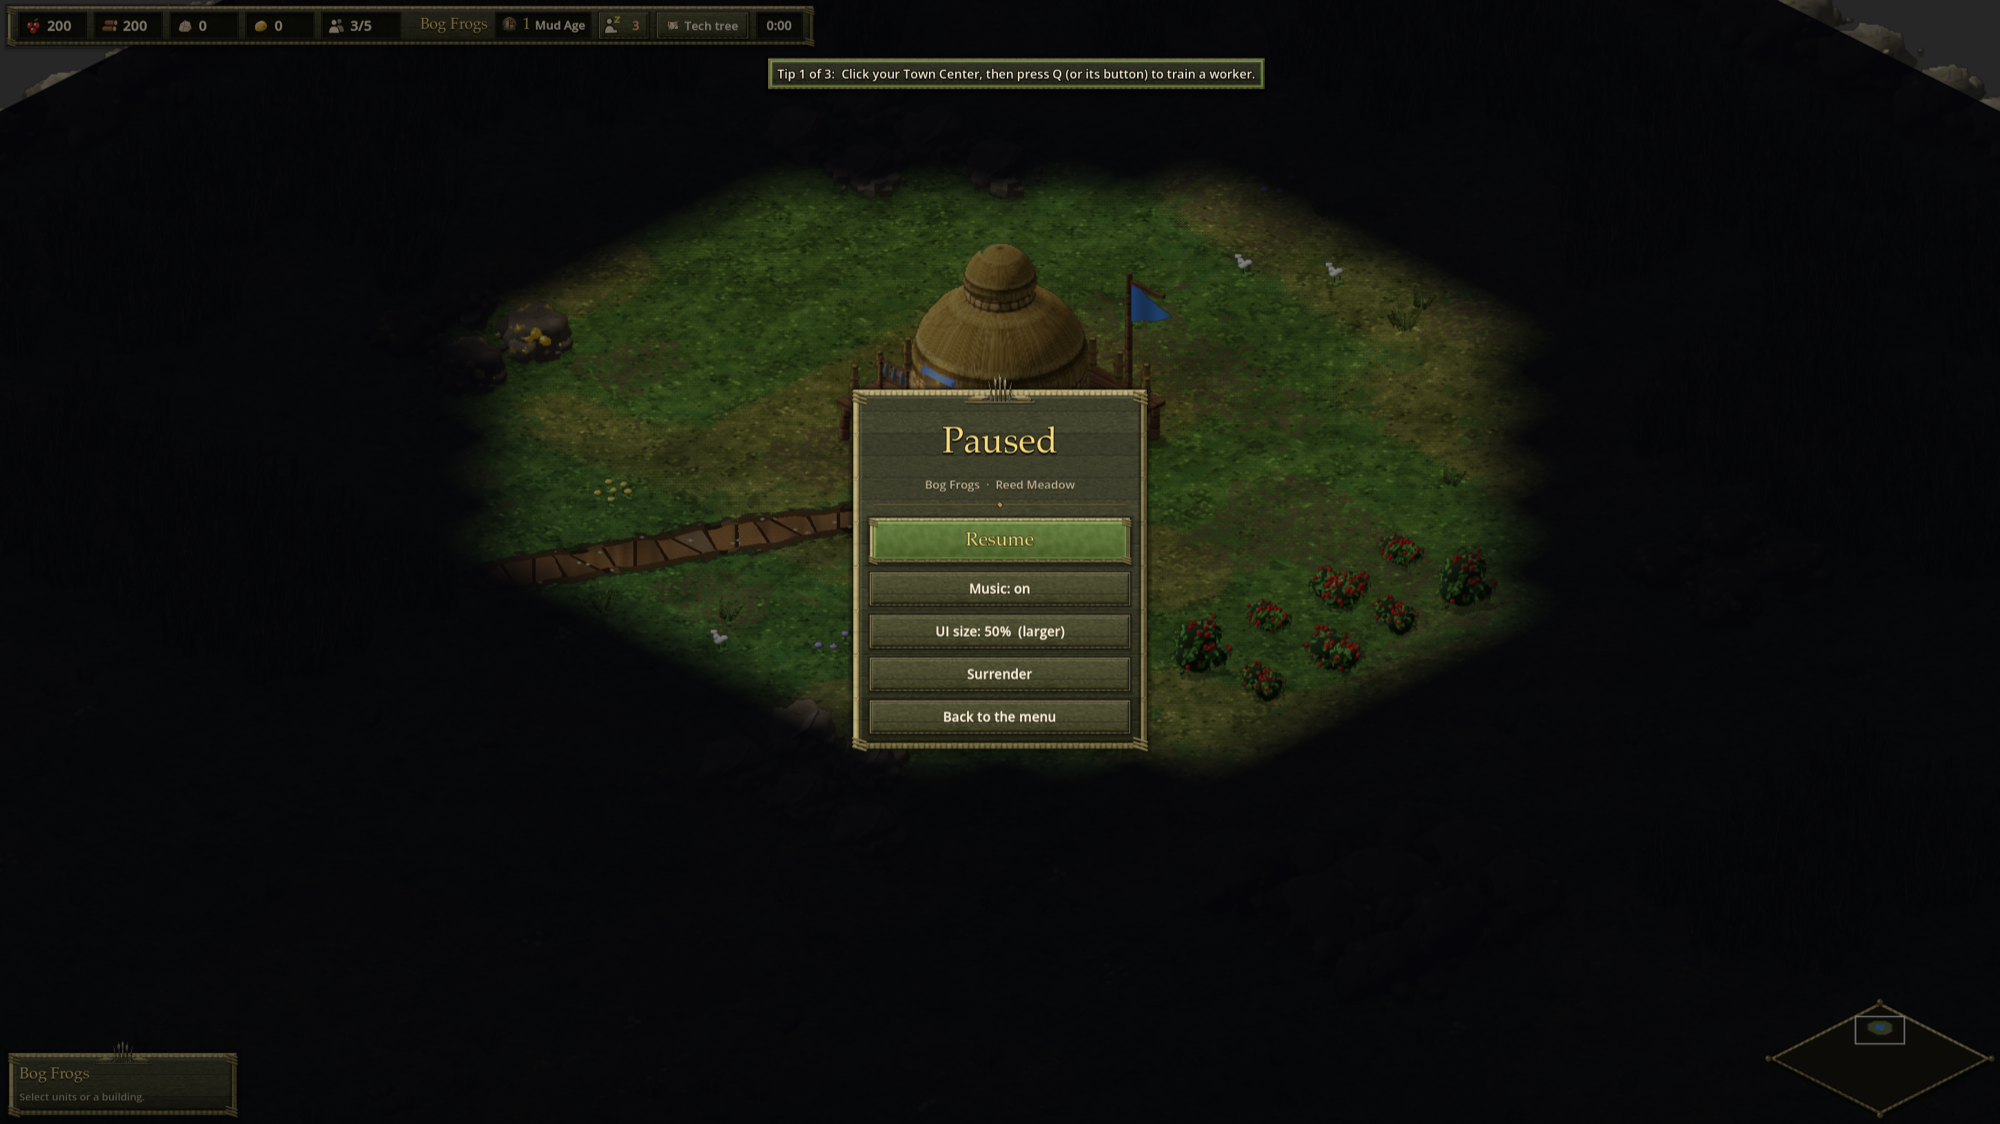 200 200 0 0 3/5 Bog Frogs 1 Mud Age z 3 Tech tree 0:00
Tip 1 of 3: Click your Town Center, then press Q (or its button) to train a worker.
Paused
Bog Frogs · Reed Meadow
Resume
Music: on
UI size: 50% (larger)
Surrender
Back to the menu
Bog Frogs
Select units or a building.